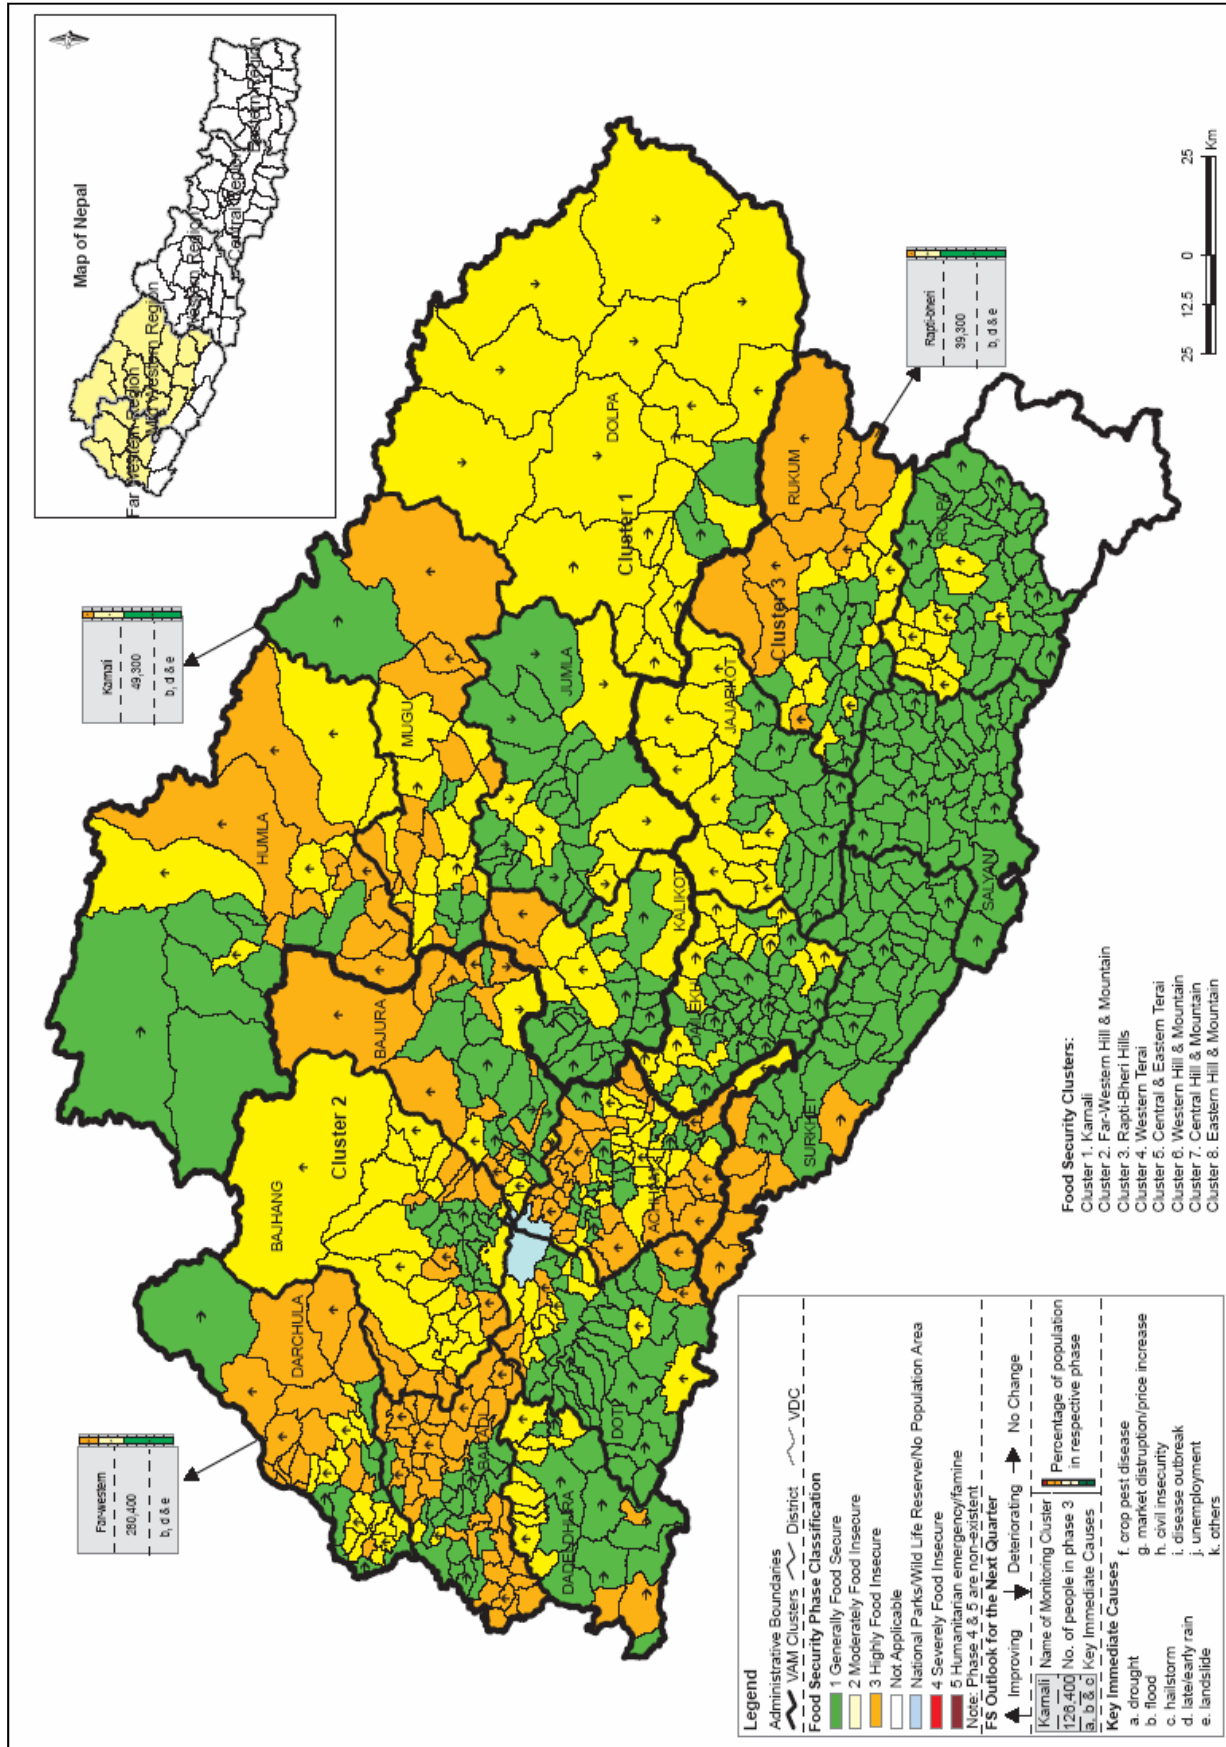 Map of Nepal
Far Western Region
Mid Western Region
Western Region
Central Region
Eastern Region
Far-western
280,400
b, d & e
Karnali
49,300
b, d & e
Rapti-bheri
39,300
b, d & e
DARCHULA
BAJHANG
Cluster 2
HUMLA
BAJURA
MUGU
BAITADI
DADELDHURA
DOTI
ACHHAM
JUMLA
KALIKOT
DOLPA
Cluster 1
DAILEKH
JAJARKOT
RUKUM
Cluster 3
ROLPA
SURKHET
SALYAN
25 12.5 0 25
Km
Legend
Administrative Boundaries
VAM Clusters District VDC
Food Security Phase Classification
1 Generally Food Secure
2 Moderately Food Insecure
3 Highly Food Insecure
Not Applicable
National Parks/Wild Life Reserve/No Population Area
4 Severely Food Insecure
5 Humanitarian emergency/famine
Note: Phase 4 & 5 are non-existent
FS Outlook for the Next Quarter
Improving Deteriorating No Change
Karnali Name of Monitoring Cluster
126,400 No. of people in phase 3
a, b & c Key Immediate Causes
Percentage of population
in respective phase
Key Immediate Causes
a. drought
b. flood
c. hailstorm
d. late/early rain
e. landslide
f. crop pest disease
g. market distruption/price increase
h. civil insecurity
i. disease outbreak
j. unemployment
k. others
Food Security Clusters:
Cluster 1. Karnali
Cluster 2. Far-Western Hill & Mountain
Cluster 3. Rapti-Bheri Hills
Cluster 4. Western Terai
Cluster 5. Central & Eastern Terai
Cluster 6. Western Hill & Mountain
Cluster 7. Central Hill & Mountain
Cluster 8. Eastern Hill & Mountain